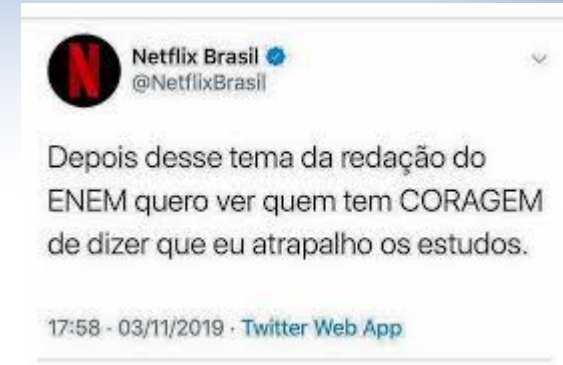 N
Netflix Brasil
@NetflixBrasil
Depois desse tema da redação do
ENEM quero ver quem tem CORAGEM
de dizer que eu atrapalho os estudos.
17:58 - 03/11/2019 · Twitter Web App